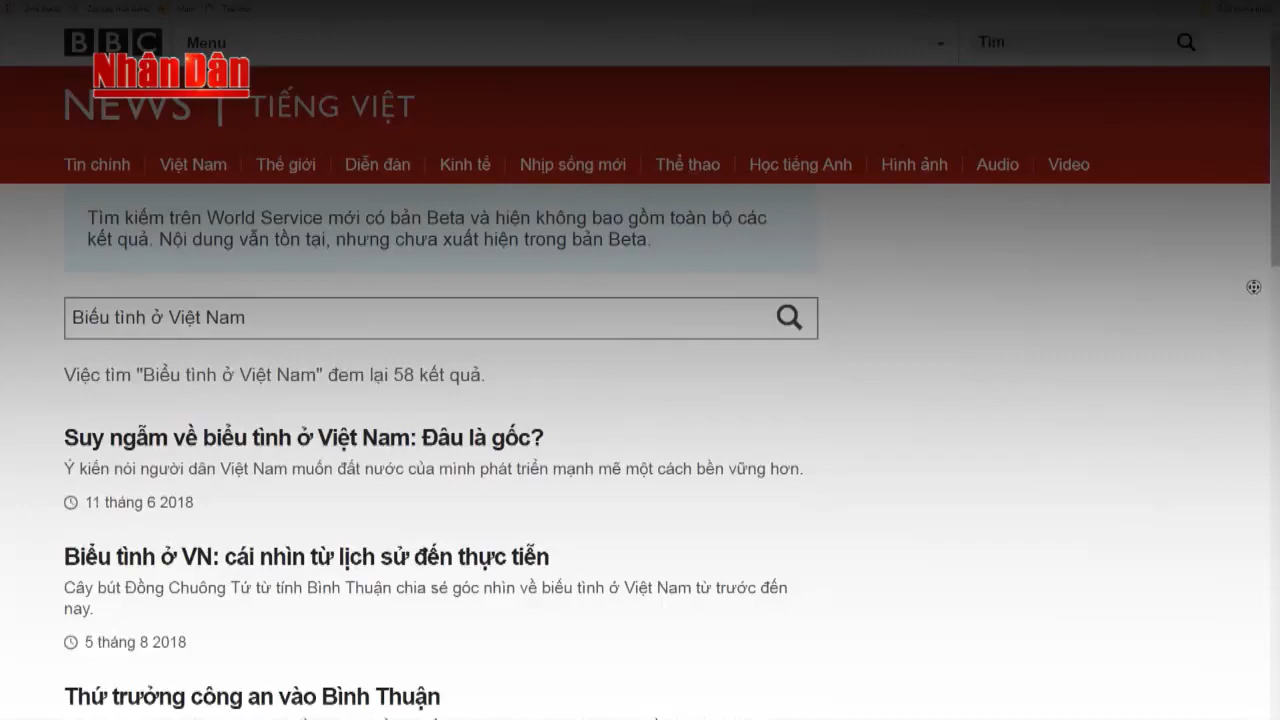 BBC
Menu
Tìm
Nhân Dân
NEWS | TIẾNG VIỆT
Tin chính
Việt Nam
Thế giới
Diễn đàn
Kinh tế
Nhịp sống mới
Thể thao
Học tiếng Anh
Hình ảnh
Audio
Video
Tìm kiếm trên World Service mới có bản Beta và hiện không bao gồm toàn bộ các
kết quả. Nội dung vẫn tồn tại, nhưng chưa xuất hiện trong bản Beta.
Biểu tình ở Việt Nam
Việc tìm "Biểu tình ở Việt Nam" đem lại 58 kết quả.
Suy ngẫm về biểu tình ở Việt Nam: Đâu là gốc?
Ý kiến nói người dân Việt Nam muốn đất nước của mình phát triển mạnh mẽ một cách bền vững hơn.
11 tháng 6 2018
Biểu tình ở VN: cái nhìn từ lịch sử đến thực tiễn
Cây bút Đồng Chuông Tử từ tỉnh Bình Thuận chia sẻ góc nhìn về biểu tình ở Việt Nam từ trước đến
nay.
5 tháng 8 2018
Thứ trưởng công an vào Bình Thuận